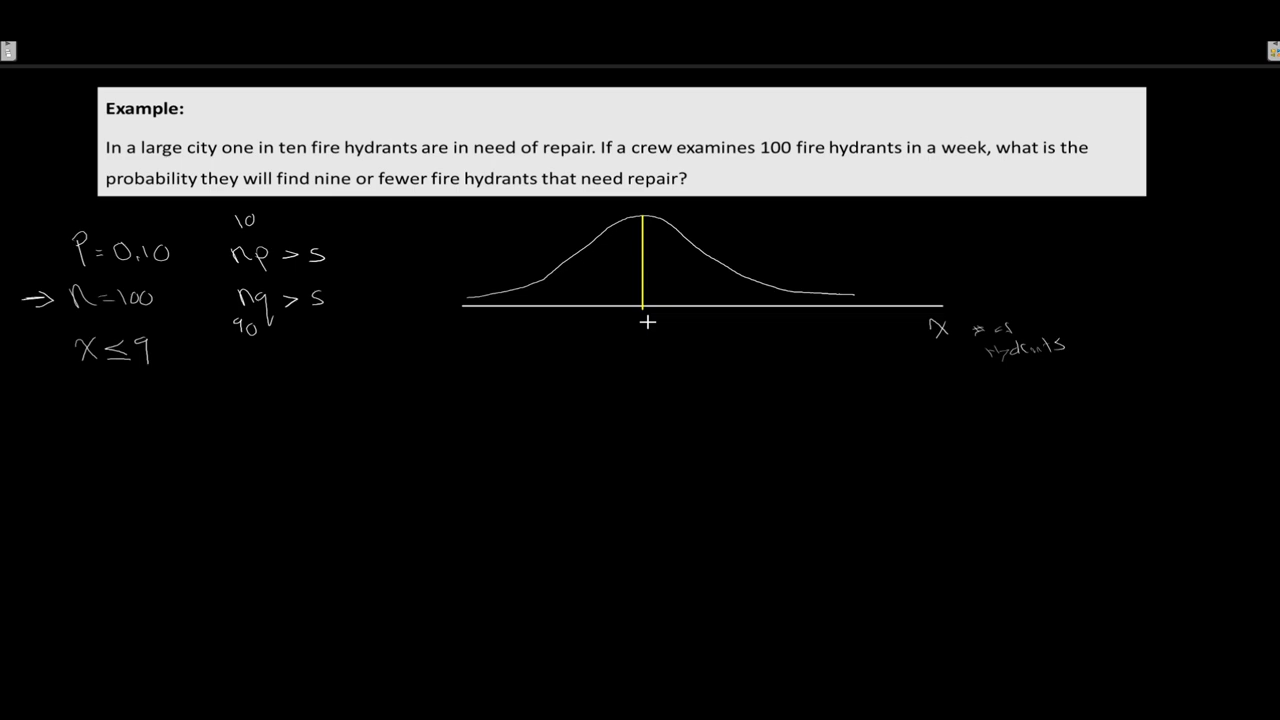 Example:
In a large city one in ten fire hydrants are in need of repair. If a crew examines 100 fire hydrants in a week, what is the
probability they will find nine or fewer fire hydrants that need repair?
10
P=0.10 np > 5
→ n=100 nq > 5
90
x ≤ 9
X